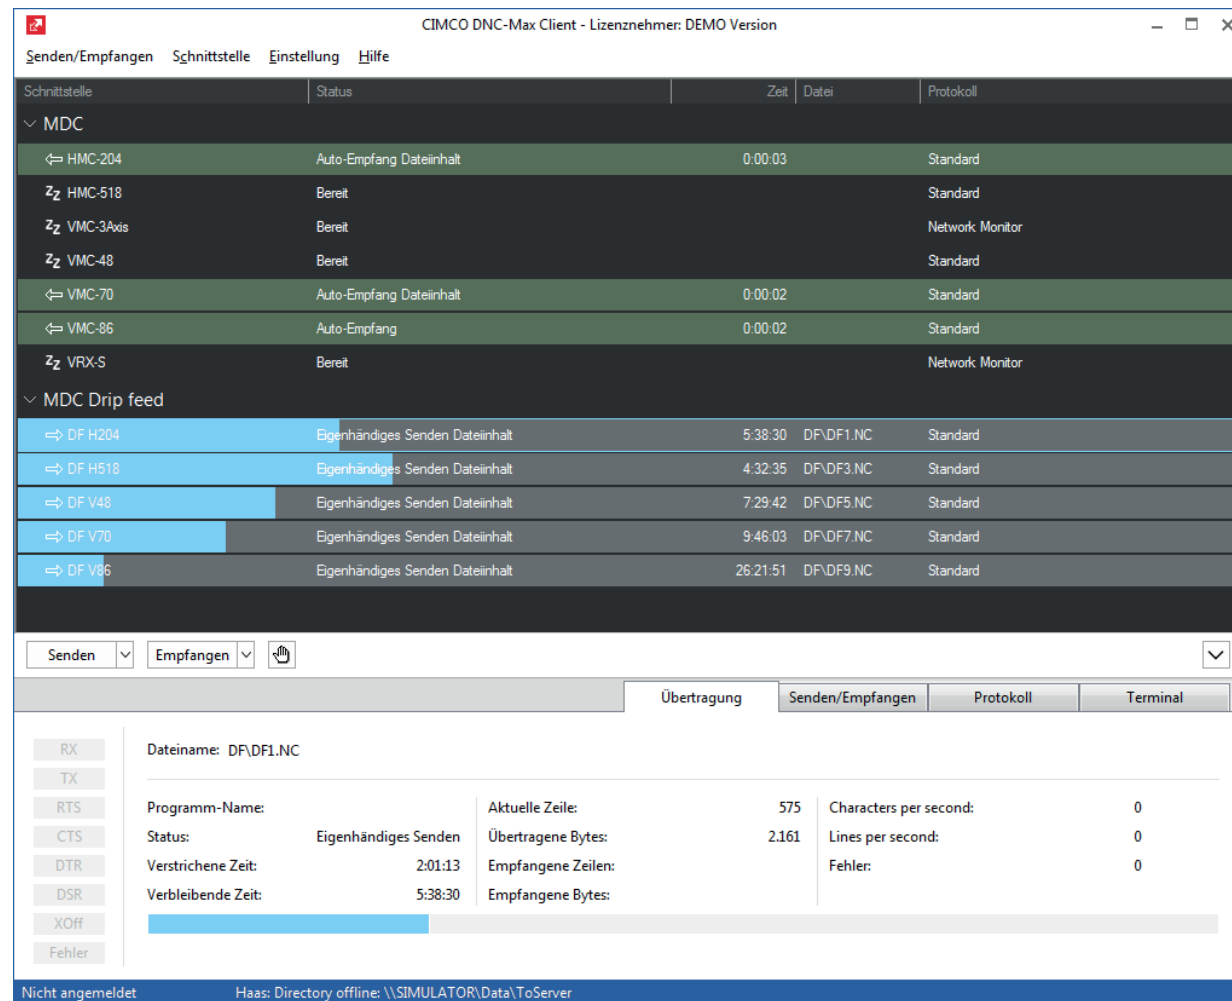 CIMCO DNC-Max Client - Lizenznehmer: DEMO Version
Senden/Empfangen Schnittstelle Einstellung Hilfe
Schnittstelle Status Zeit Datei Protokoll
MDC
HMC-204 Auto-Empfang Dateiinhalt 0:00:03 Standard
zZ HMC-518 Bereit Standard
zZ VMC-3Axis Bereit Network Monitor
zZ VMC-48 Bereit Standard
VMC-70 Auto-Empfang Dateiinhalt 0:00:02 Standard
VMC-86 Auto-Empfang 0:00:02 Standard
zZ VRX-S Bereit Network Monitor
MDC Drip feed
DF H204 Eigenhändiges Senden Dateiinhalt 5:38:30 DF\DF1.NC Standard
DF H518 Eigenhändiges Senden Dateiinhalt 4:32:35 DF\DF3.NC Standard
DF V48 Eigenhändiges Senden Dateiinhalt 7:29:42 DF\DF5.NC Standard
DF V70 Eigenhändiges Senden Dateiinhalt 9:46:03 DF\DF7.NC Standard
DF V86 Eigenhändiges Senden Dateiinhalt 26:21:51 DF\DF9.NC Standard
Senden Empfangen
Übertragung Senden/Empfangen Protokoll Terminal
RX Dateiname: DF\DF1.NC
TX
RTS Programm-Name: Aktuelle Zeile: 575 Characters per second: 0
CTS Status: Eigenhändiges Senden Übertragene Bytes: 2.161 Lines per second: 0
DTR Verstrichene Zeit: 2:01:13 Empfangene Zeilen: Fehler: 0
DSR Verbleibende Zeit: 5:38:30 Empfangene Bytes:
XOff
Fehler
Nicht angemeldet Haas: Directory offline: \\SIMULATOR\Data\ToServer